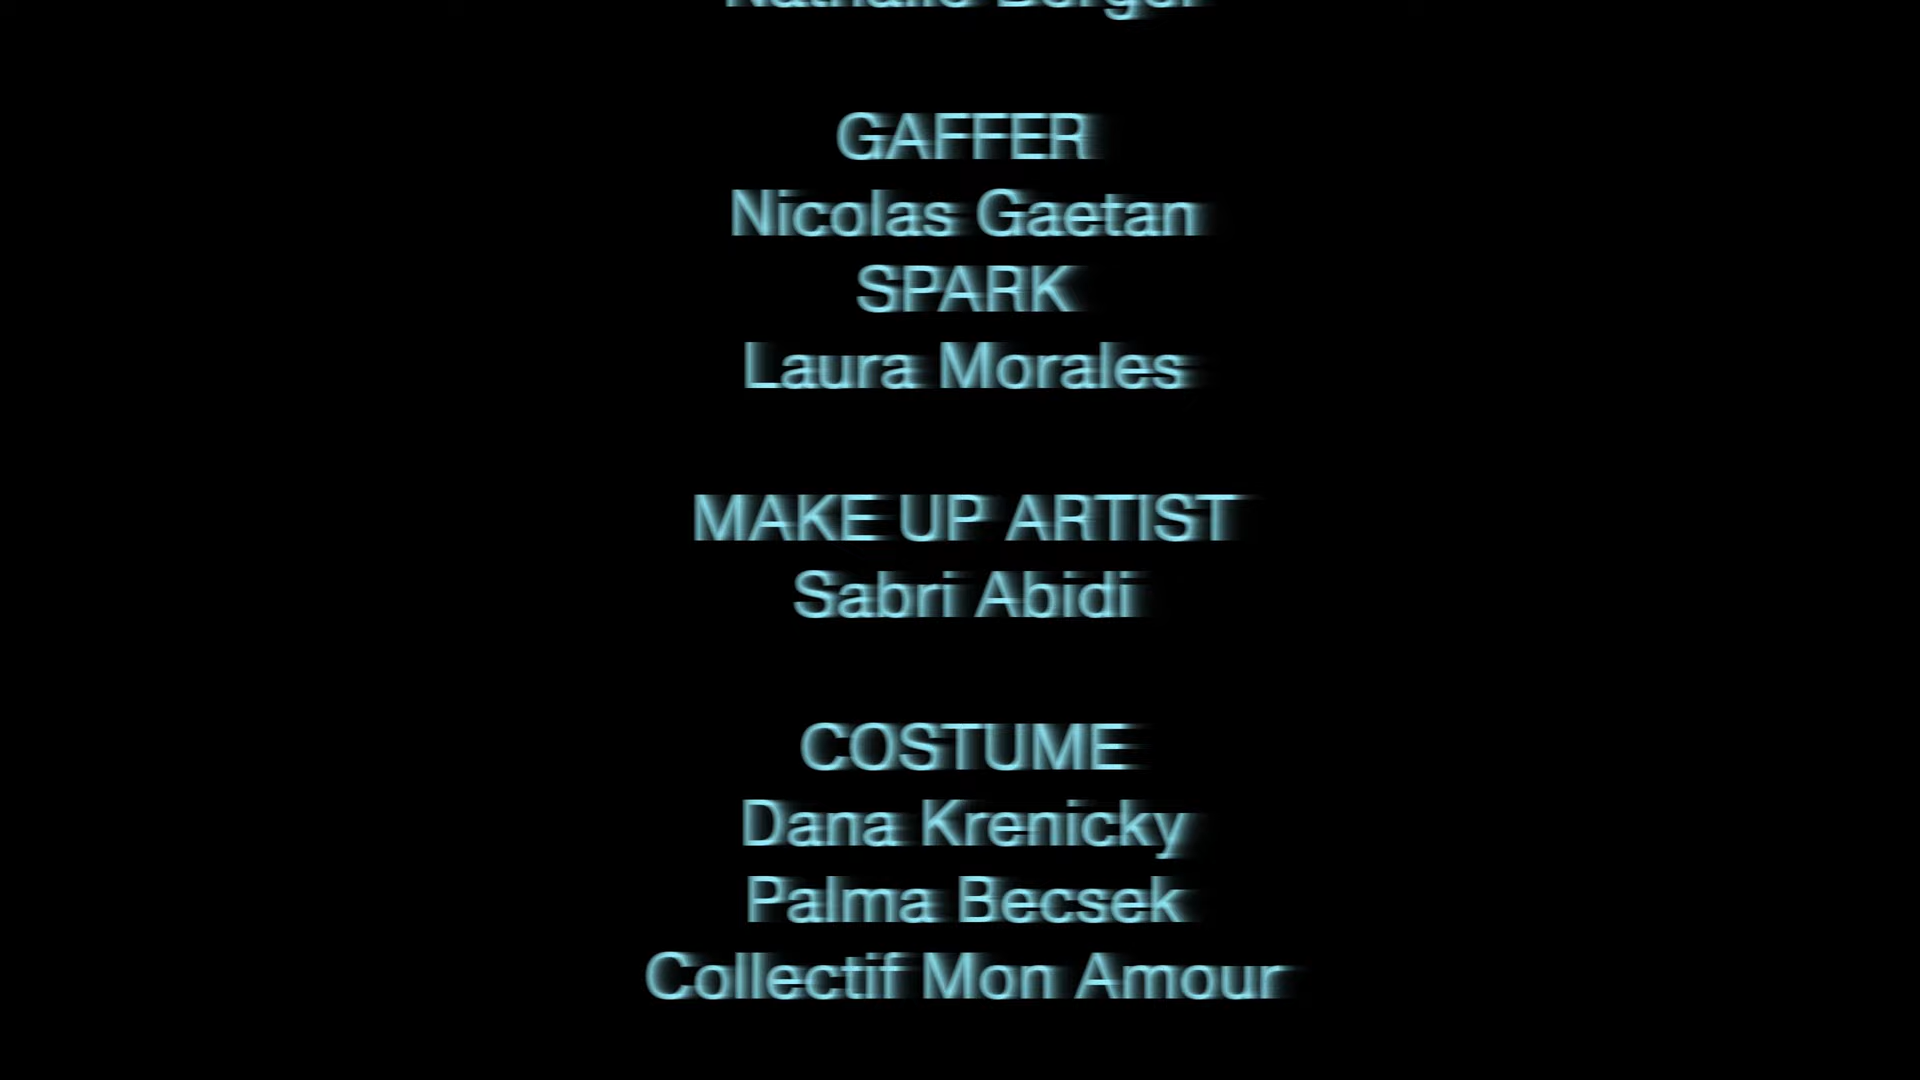 GAFFER
Nicolas Gaetan
SPARK
Laura Morales
MAKE UP ARTIST
Sabri Abidi
COSTUME
Dana Krenicky
Palma Becsek
Collectif Mon Amour